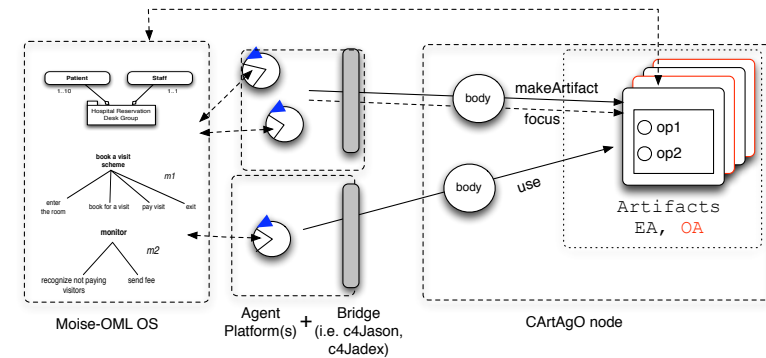 Patient
Staff
1..10
1..1
Hospital Reservation
Desk Group
book a visit
scheme
m1
enter
the room
book for a visit
pay visit
exit
monitor
m2
recognize not paying
visitors
send fee
Moise-OML OS
Agent
Platform(s)
+
Bridge
(i.e. c4Jason,
c4Jadex)
body
makeArtifact
focus
body
use
op1
op2
Artifacts
EA, OA
CArtAgO node